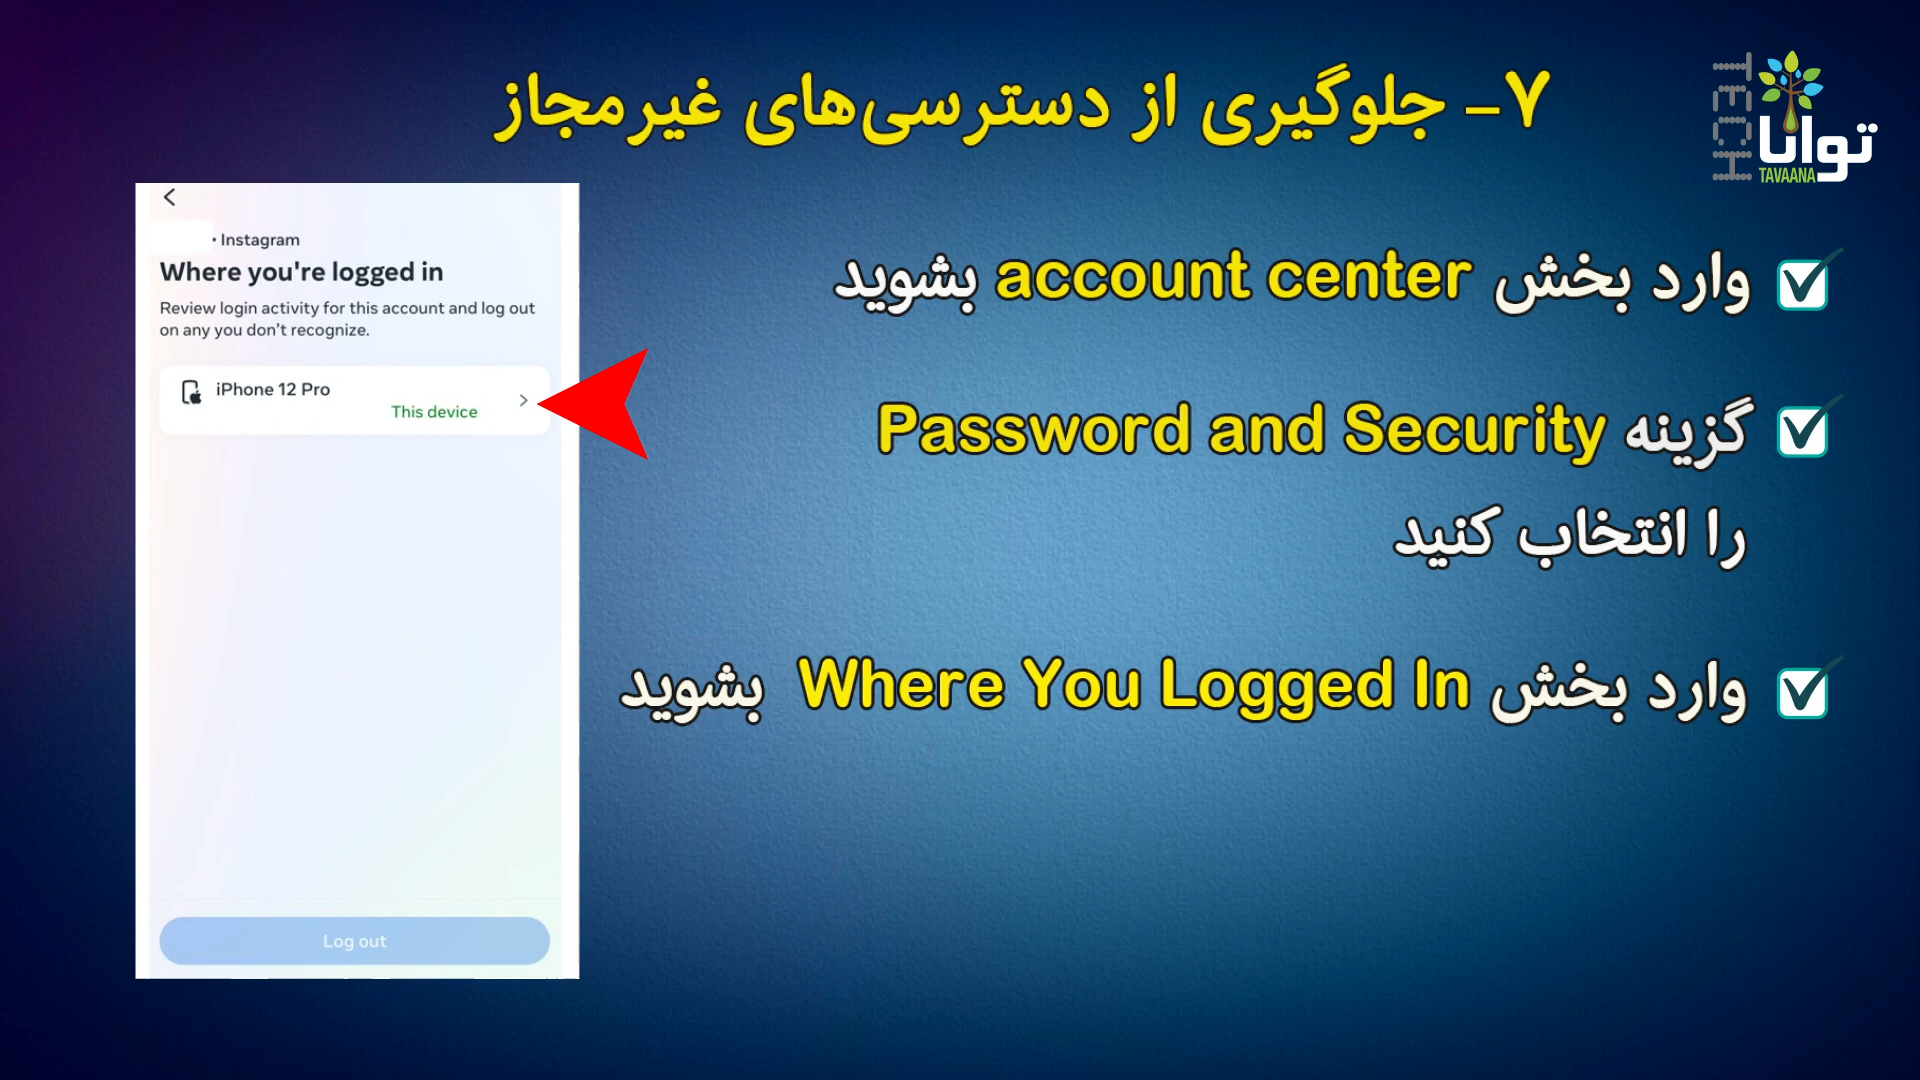 ۷- جلوگیری از دسترسی‌های غیرمجاز
TECH
توانا
TAVAANA
وارد بخش account center بشوید
گزینه Password and Security
را انتخاب کنید
وارد بخش Where You Logged In بشوید
• Instagram
Where you're logged in
Review login activity for this account and log out
on any you don't recognize.
iPhone 12 Pro
This device
Log out